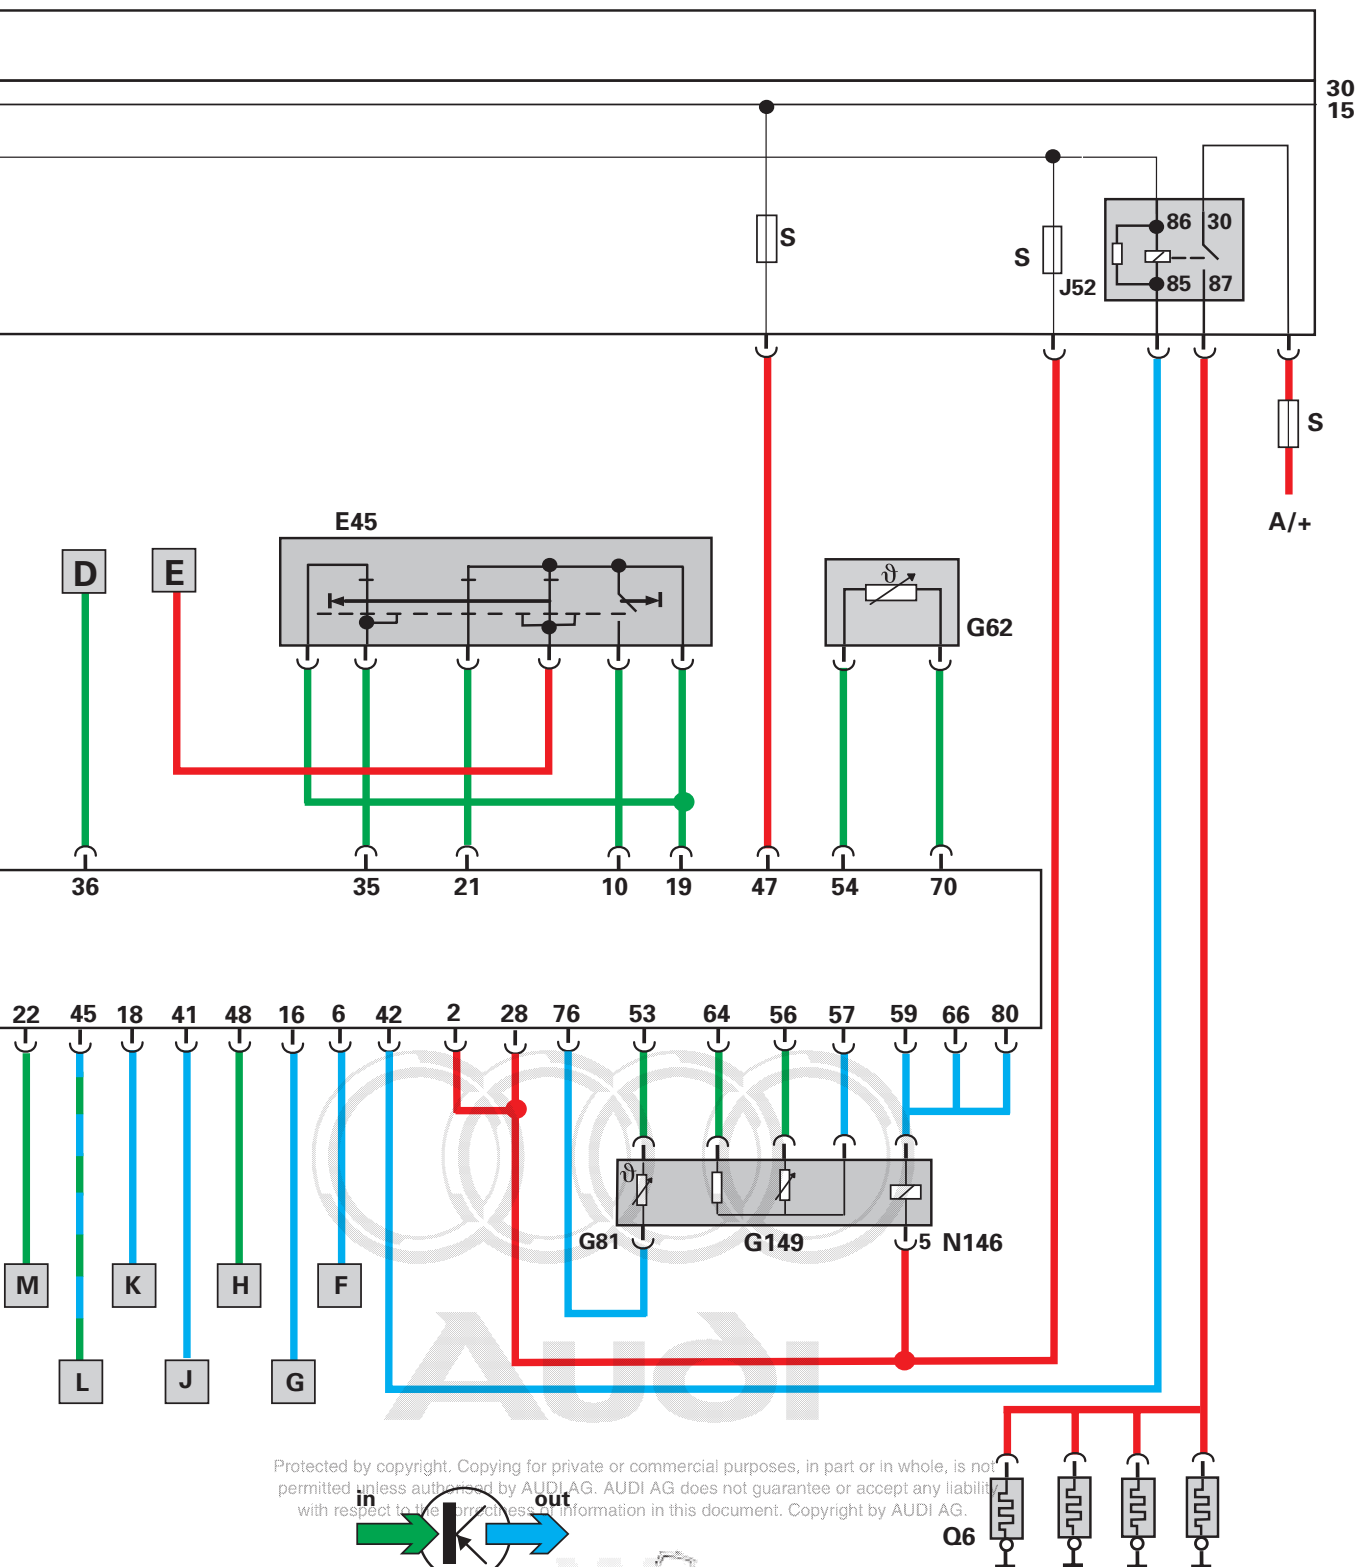 30
15
S
S
J52
86 30
85 87
S
A/+
E45
D
E
ϑ
G62
36 35 21 10 19 47 54 70
22 45 18 41 48 16 6 42 2 28 76 53 64 56 57 59 66 80
ϑ
G81 G149 5 N146
M K H F
L J G
Audi
Protected by copyright. Copying for private or commercial purposes, in part or in whole, is not
permitted unless authorised by AUDI AG. AUDI AG does not guarantee or accept any liability
with respect to the correctness of information in this document. Copyright by AUDI AG.
in out
Q6